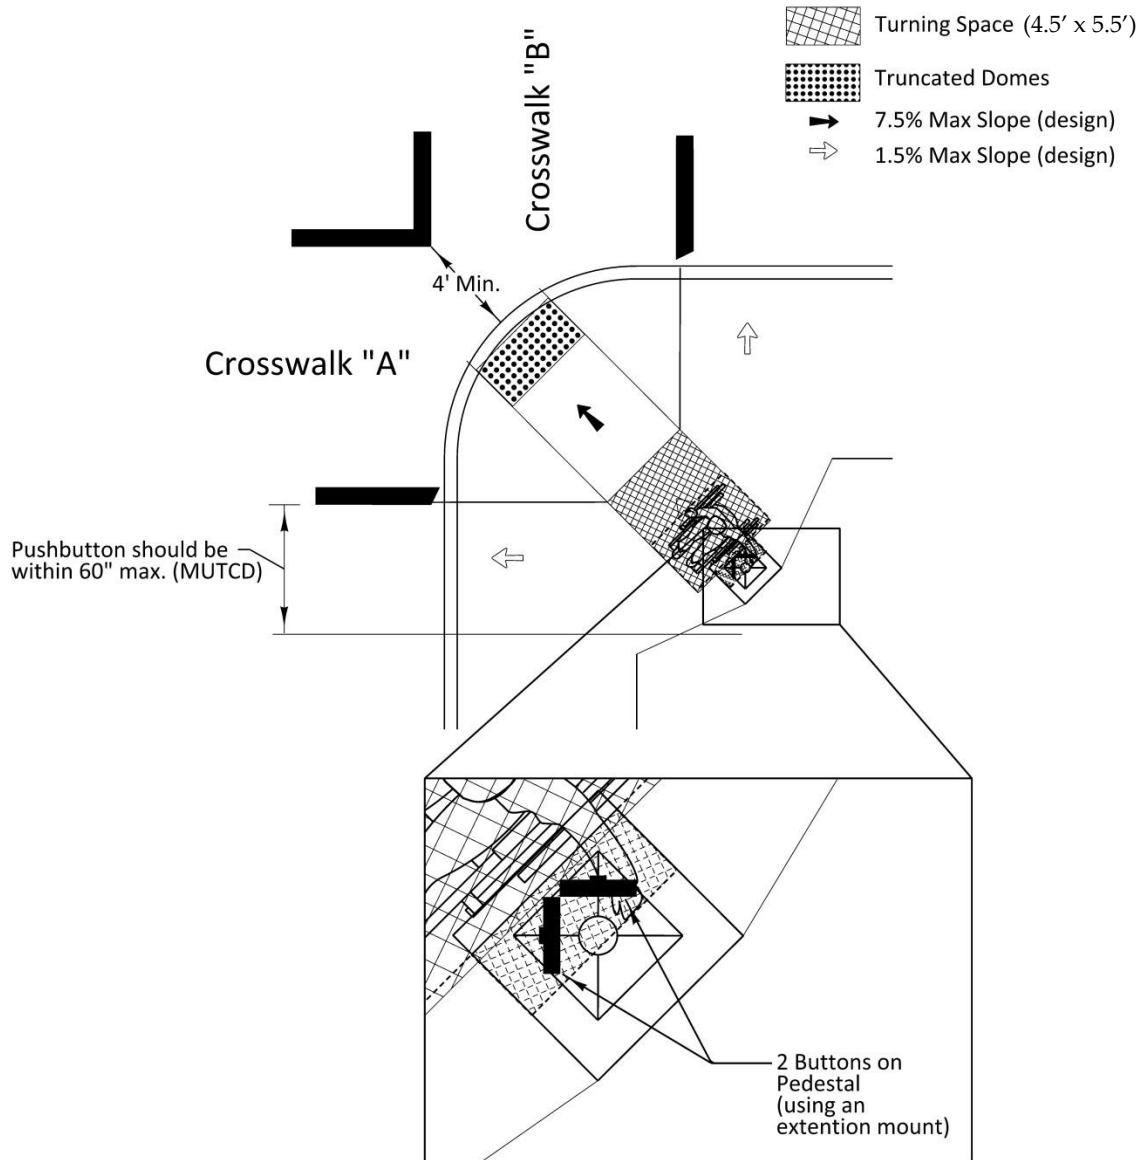 Turning Space (4.5' x 5.5')
Truncated Domes
7.5% Max Slope (design)
1.5% Max Slope (design)
Crosswalk "B"
4' Min.
Crosswalk "A"
Pushbutton should be
within 60" max. (MUTCD)
2 Buttons on
Pedestal
(using an
extention mount)